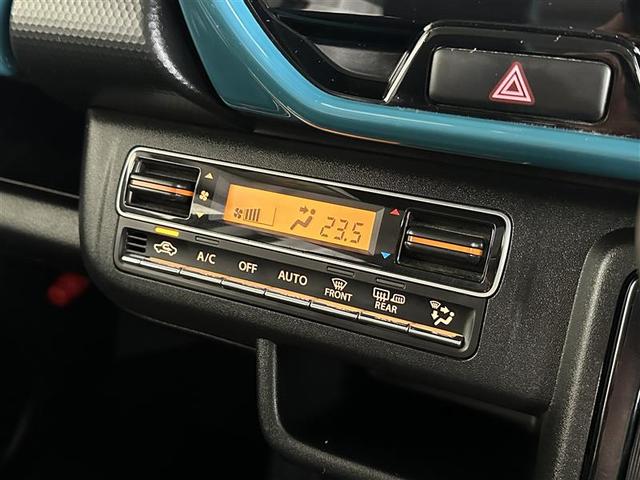 23.5
A/C OFF AUTO FRONT REAR